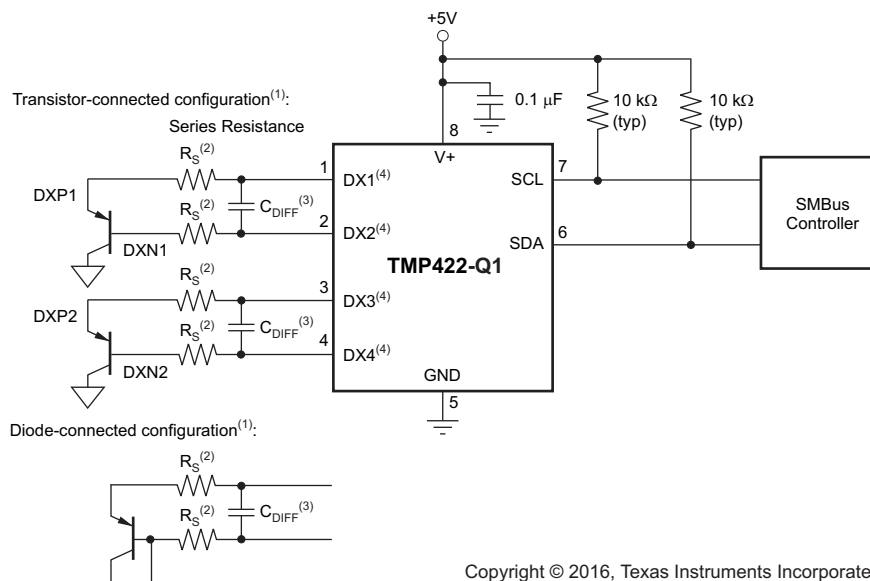 +5V
Transistor-connected configuration(1):
Series Resistance
0.1 µF
10 kΩ
(typ)
10 kΩ
(typ)
8
V+
RS(2)
1
DX1(4)
SCL
7
DXP1
CDIFF(3)
RS(2)
2
DX2(4)
DXN1
SDA
6
SMBus
Controller
TMP422-Q1
RS(2)
3
DX3(4)
DXP2
CDIFF(3)
RS(2)
4
DX4(4)
DXN2
GND
5
Diode-connected configuration(1):
RS(2)
RS(2)
CDIFF(3)
Copyright © 2016, Texas Instruments Incorporate